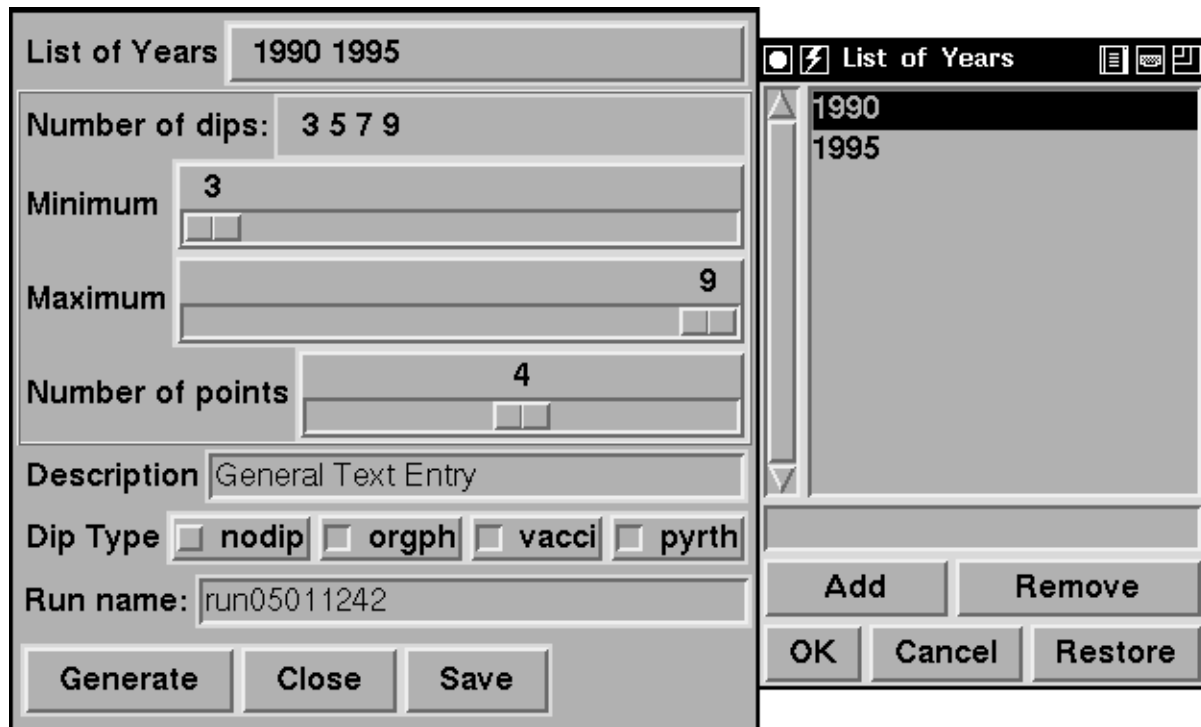 List of Years 1990 1995
Number of dips: 3 5 7 9
3
Minimum
9
Maximum
4
Number of points
Description General Text Entry
Dip Type nodip orgph vacci pyrth
Run name: run05011242
Generate Close Save
List of Years
1990
1995
Add Remove
OK Cancel Restore